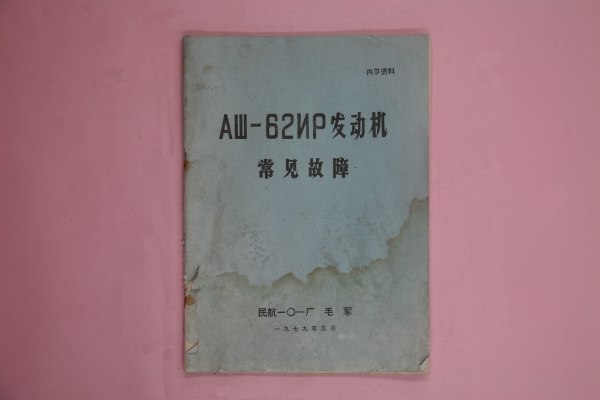 内卩资料
АШ-62ИР发动机
常见故障
民航一〇一厂 毛军
一九七九年五月